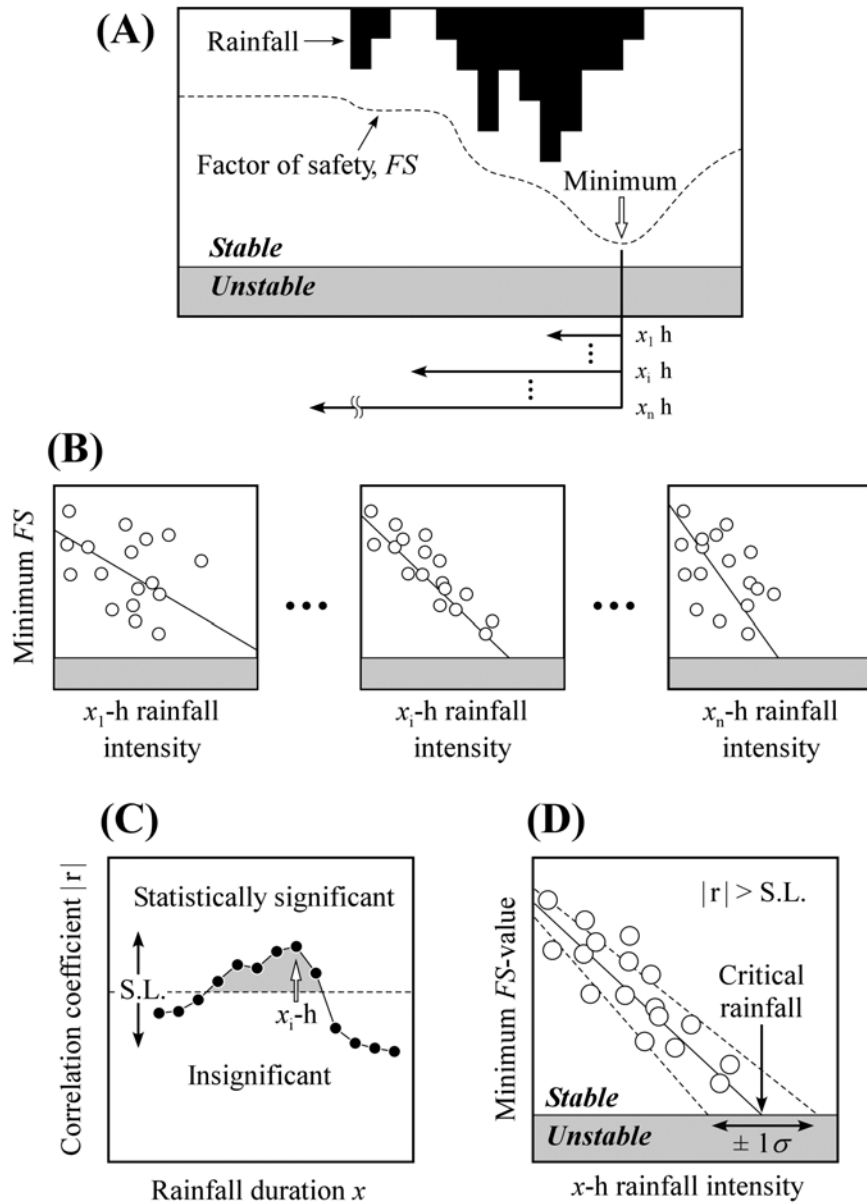 (A)
Rainfall
Factor of safety, FS
Minimum
Stable
Unstable
x₁ h
xᵢ h
xₙ h
(B)
Minimum FS
x₁-h rainfall
intensity
xᵢ-h rainfall
intensity
xₙ-h rainfall
intensity
(C)
Correlation coefficient |r|
Statistically significant
S.L.
xᵢ-h
Insignificant
Rainfall duration x
(D)
Minimum FS-value
|r| > S.L.
Critical
rainfall
Stable
Unstable
± 1σ
x-h rainfall intensity